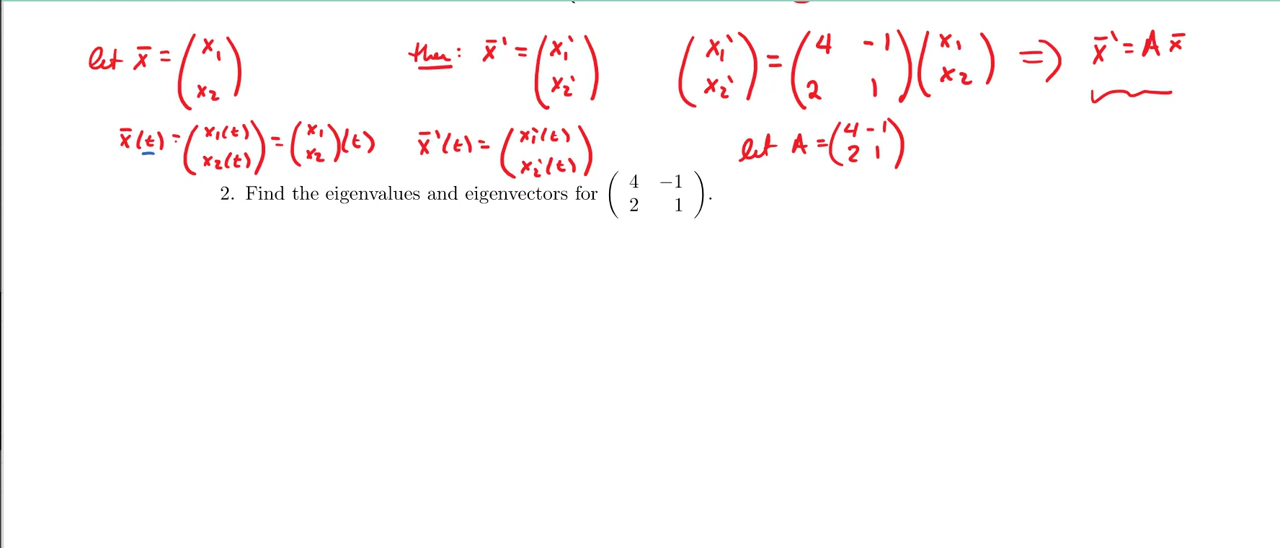 let x̄ = (x₁ x₂) then: x̄' = (x₁' x₂') (x₁' x₂') = (4 -1 2 1)(x₁ x₂) ⇒ x̄' = A x̄
x̄(t) = (x₁(t) x₂(t)) = (x₁ x₂)(t) x̄'(t) = (x₁'(t) x₂'(t)) let A = (4 -1 2 1)
2. Find the eigenvalues and eigenvectors for (4 −1 2 1).